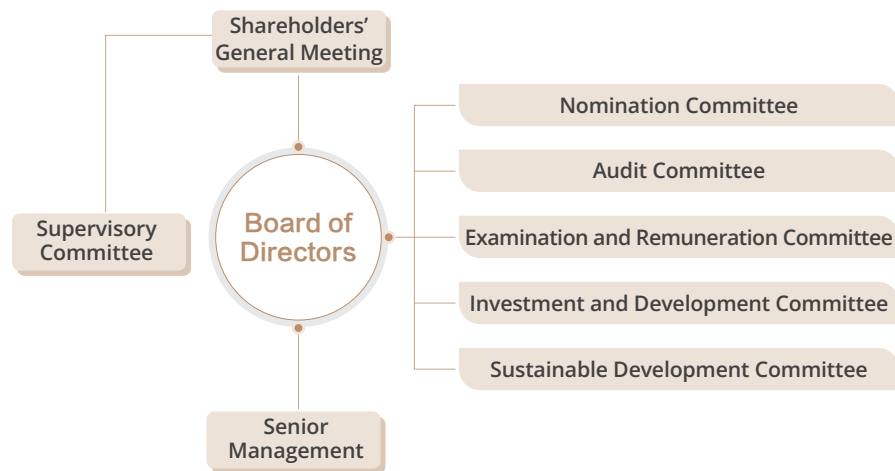 Shareholders’
General Meeting
Nomination Committee
Audit Committee
Board of
Directors
Supervisory
Committee
Examination and Remuneration Committee
Investment and Development Committee
Sustainable Development Committee
Senior
Management